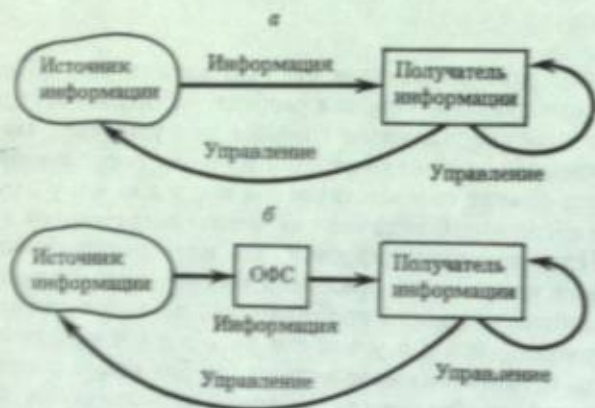 а
Источник
информации
Информация
Получатель
информации
Управление
Управление
б
Источник
информации
ОФС
Информация
Получатель
информации
Управление
Управление